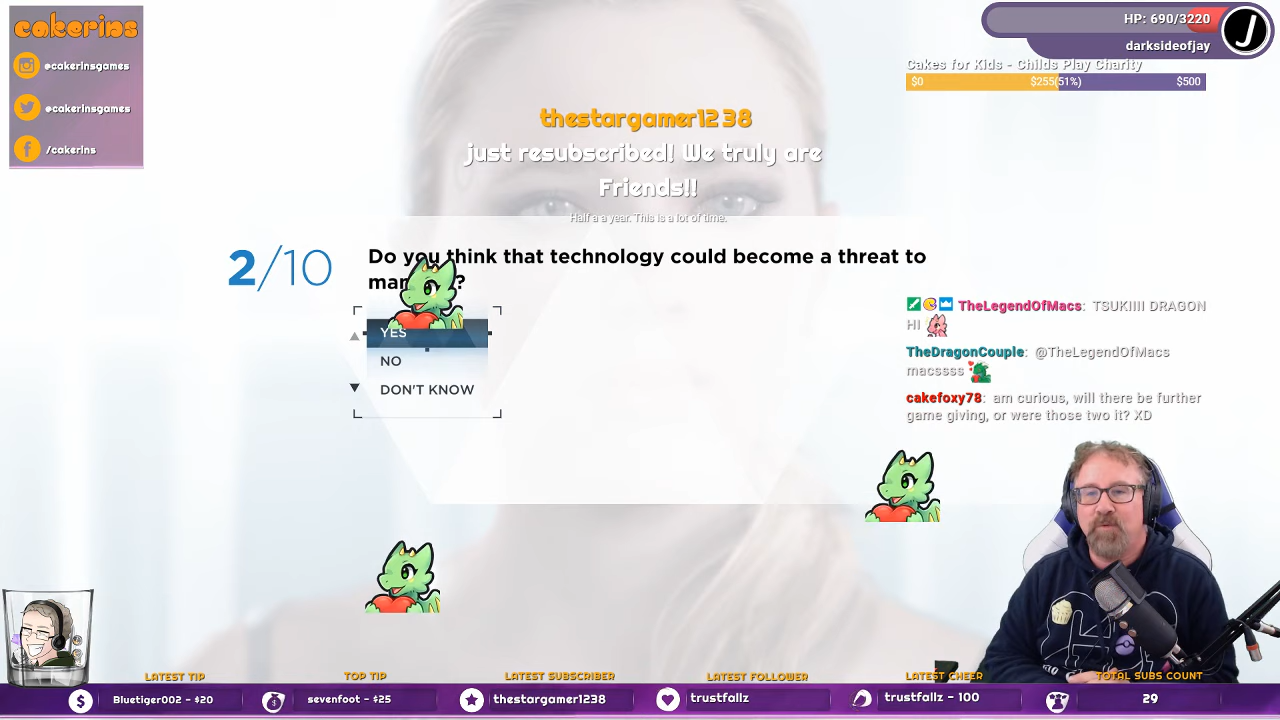 cakerins
@cakerinsgames
@cakerinsgames
/cakerins
HP: 690/3220
darksideofjay
J
Cakes for Kids - Childs Play Charity
$0 $255(51%) $500
thestargamer1238
just resubscribed! We truly are
Friends!!
Half a a year. This is a lot of time.
2/10
Do you think that technology could become a threat to
?
YES
NO
DON'T KNOW
TheLegendOfMacs: TSUKIIII DRAGON
HI
TheDragonCouple: @TheLegendOfMacs
macssss
cakefoxy78: am curious, will there be further
game giving, or were those two it? XD
LATEST TIP
Bluetiger002 - $20
TOP TIP
sevenfoot - $25
LATEST SUBSCRIBER
thestargamer1238
LATEST FOLLOWER
trustfallz
LATEST CHEER
trustfallz - 100
TOTAL SUBS COUNT
29